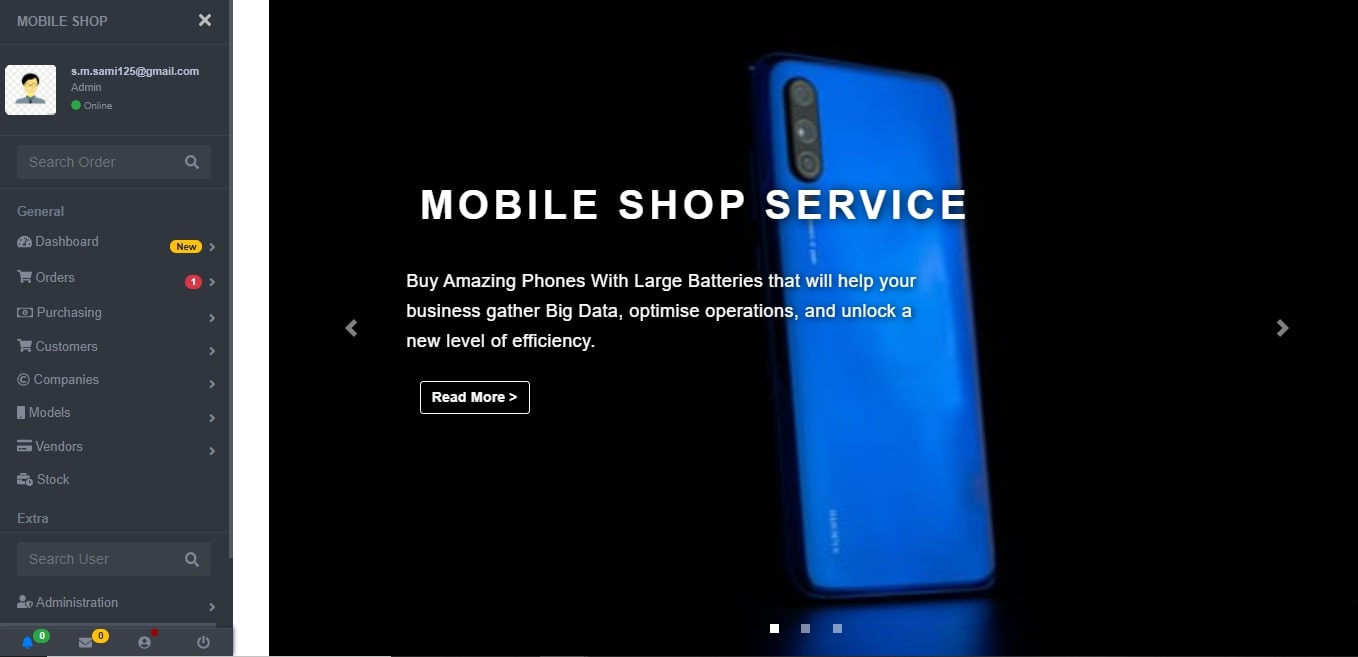 MOBILE SHOP
s.m.sami125@gmail.com
Admin
Online
Search Order
General
Dashboard New
Orders 1
Purchasing
Customers
Companies
Models
Vendors
Stock
Extra
Search User
Administration
0 0
MOBILE SHOP SERVICE
Buy Amazing Phones With Large Batteries that will help your
business gather Big Data, optimise operations, and unlock a
new level of efficiency.
Read More >